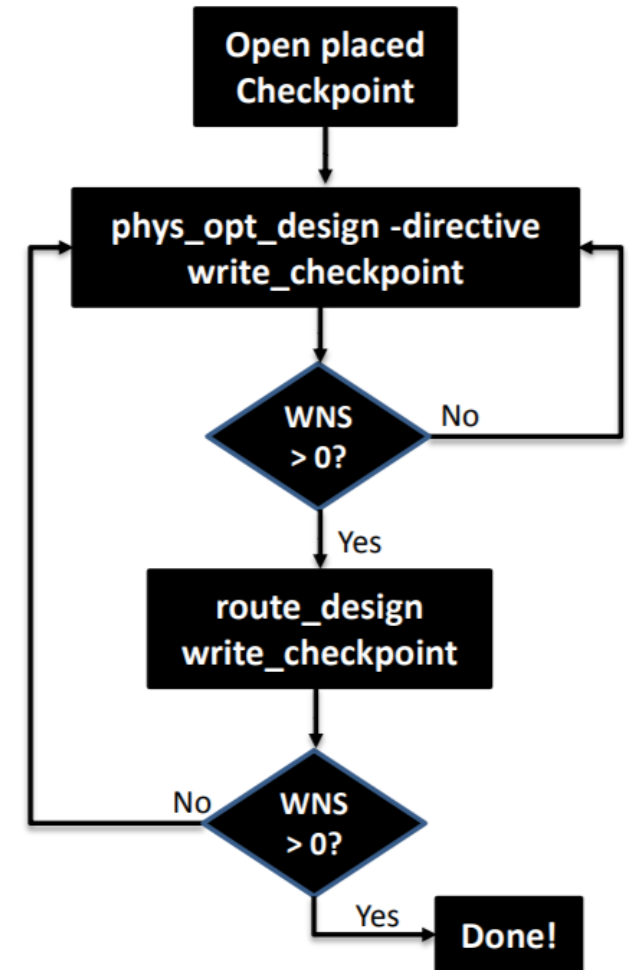 Open placed
Checkpoint
phys_opt_design -directive
write_checkpoint
WNS
> 0?
No
Yes
route_design
write_checkpoint
No
WNS
> 0?
Yes
Done!